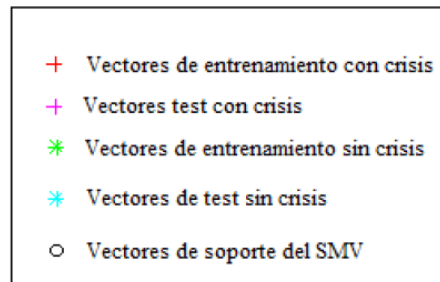 Vectores de entrenamiento con crisis
Vectores test con crisis
Vectores de entrenamiento sin crisis
Vectores de test sin crisis
Vectores de soporte del SMV